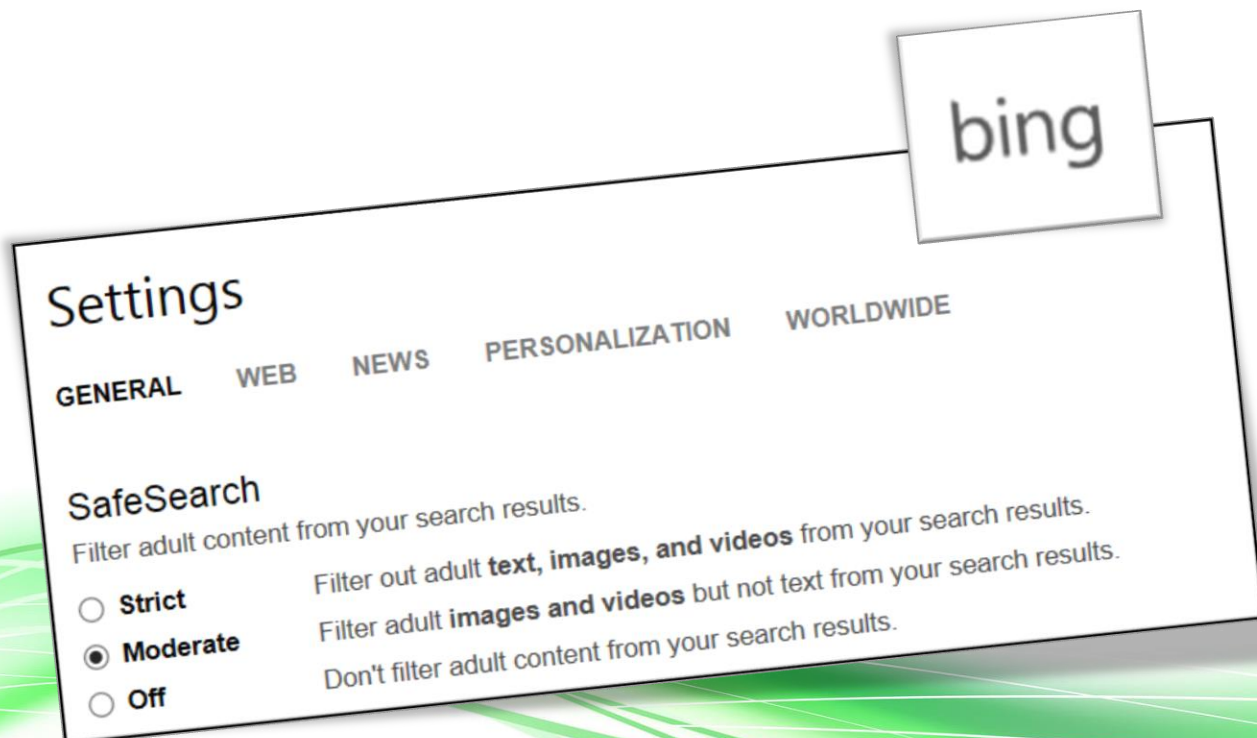 bing
Settings
GENERAL WEB NEWS PERSONALIZATION WORLDWIDE
SafeSearch
Filter adult content from your search results.
Strict Filter out adult text, images, and videos from your search results.
Moderate Filter adult images and videos but not text from your search results.
Off Don't filter adult content from your search results.